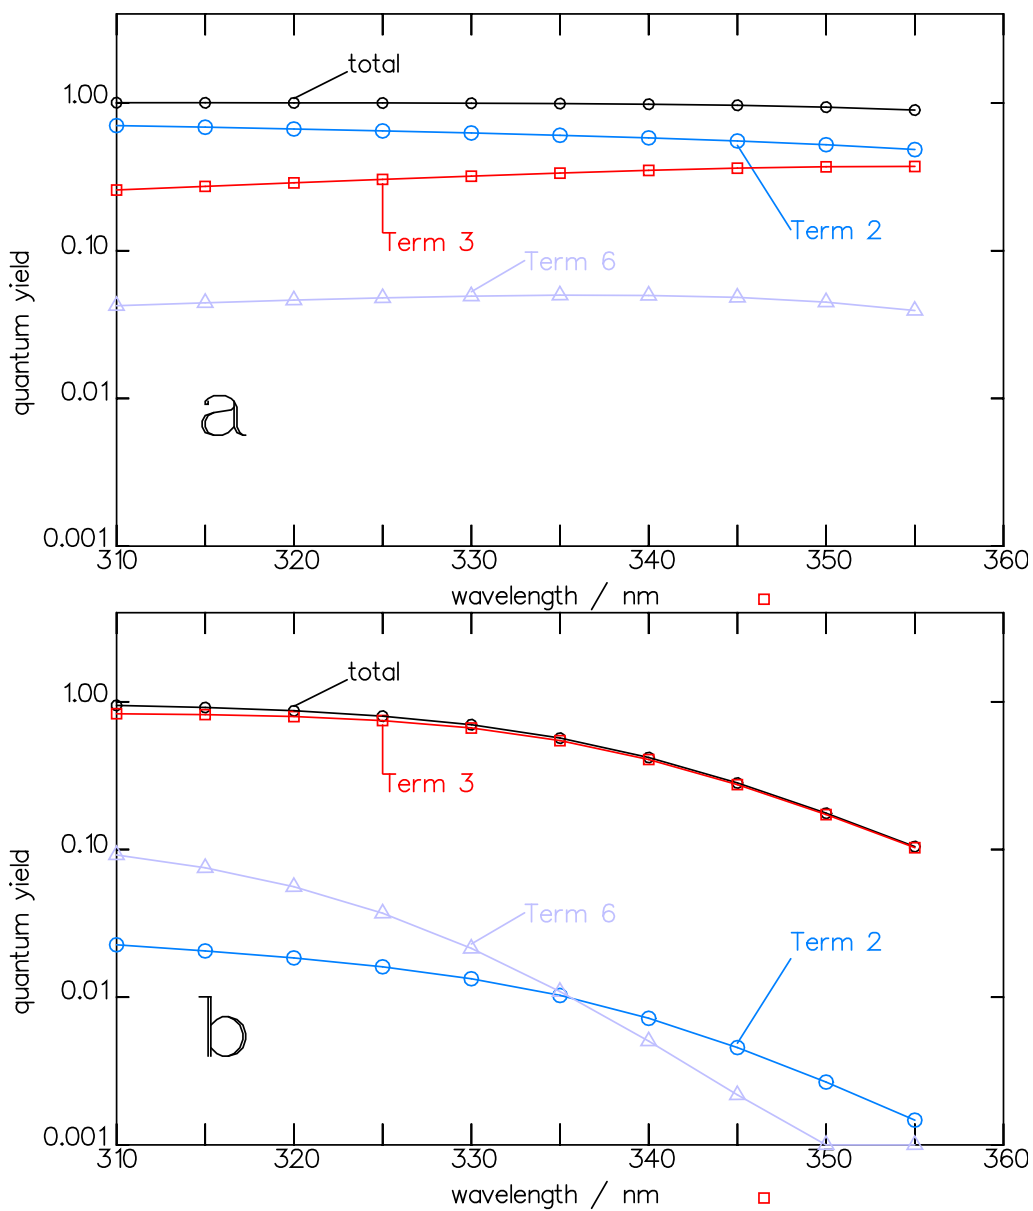 total
1.00
Term 2
Term 3
0.10
Term 6
quantum yield
0.01
a
0.001
310 320 330 340 350 360
wavelength / nm
total
1.00
Term 3
0.10
Term 6
Term 2
quantum yield
0.01
b
0.001
310 320 330 340 350 360
wavelength / nm